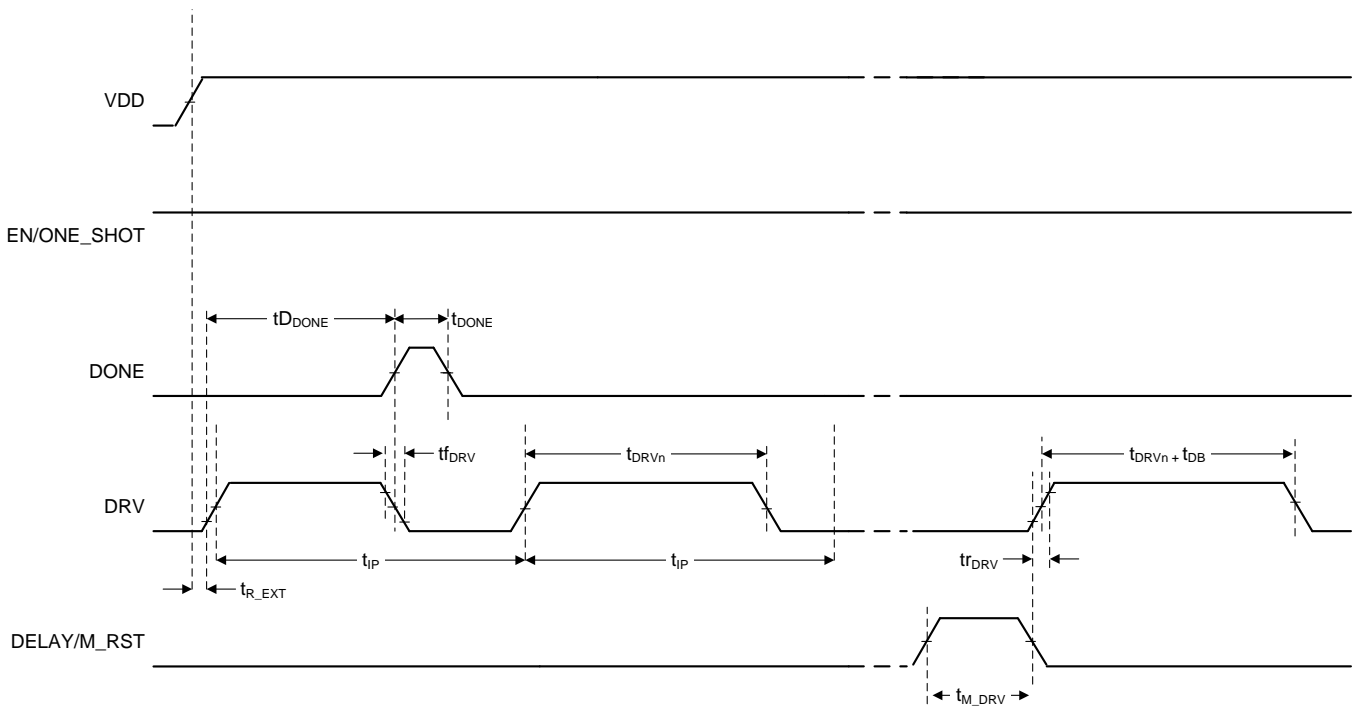 VDD
EN/ONE_SHOT
tD_DONE
t_DONE
DONE
tf_DRV
t_DRVn
t_DRVn + t_DB
DRV
t_IP
t_IP
tr_DRV
t_R_EXT
DELAY/M_RST
t_M_DRV